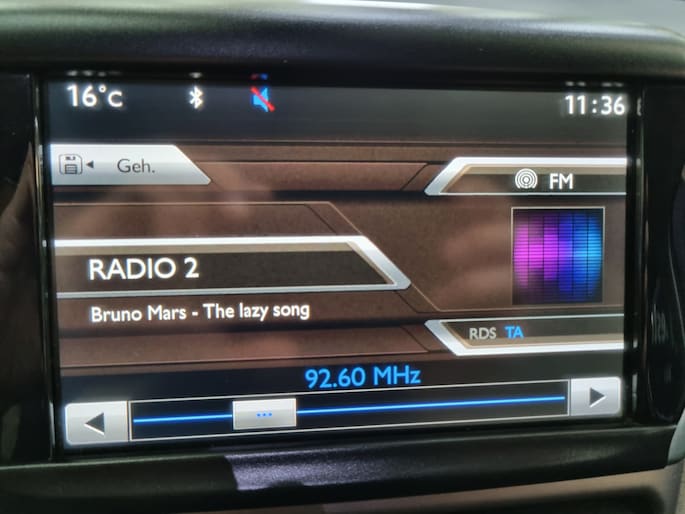 16°C 11:36
Geh.
FM
RADIO 2
Bruno Mars - The lazy song
RDS TA
92.60 MHz